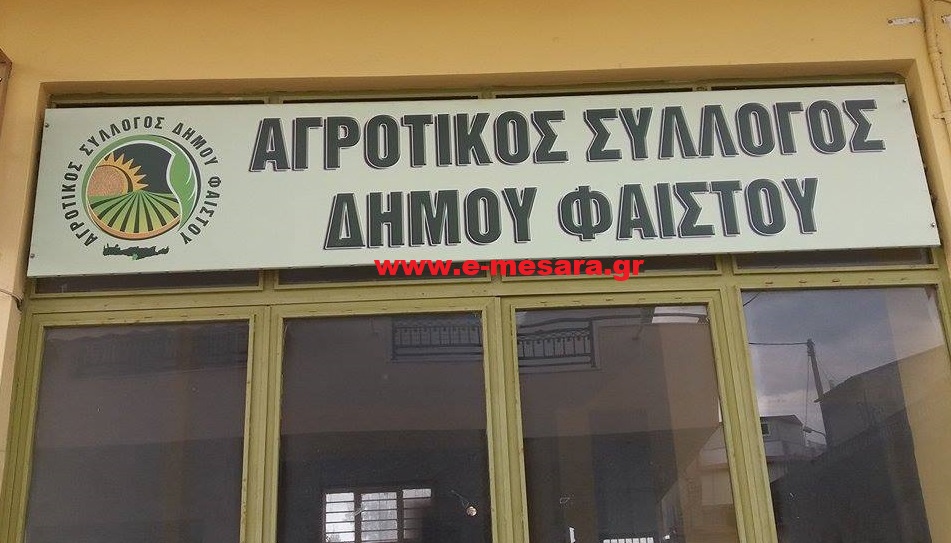 ΑΓΡΟΤΙΚΟΣ ΣΥΛΛΟΓΟΣ ΔΗΜΟΥ ΦΑΙΣΤΟΥ
ΑΓΡΟΤΙΚΟΣ ΣΥΛΛΟΓΟΣ
ΔΗΜΟΥ ΦΑΙΣΤΟΥ
www.e-mesara.gr